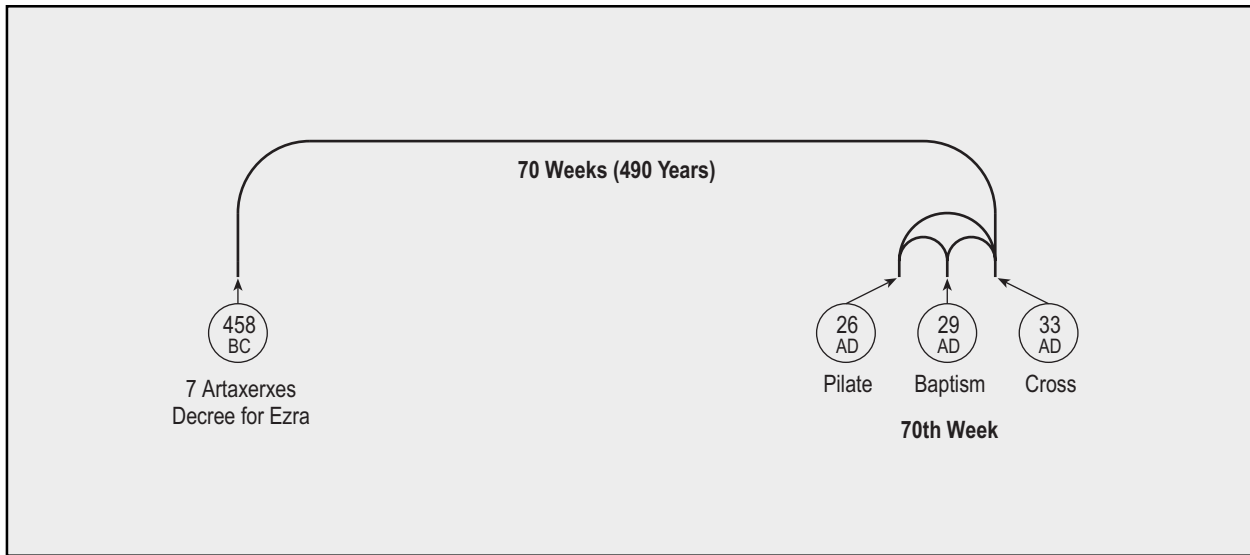 70 Weeks (490 Years)
458
BC
7 Artaxerxes
Decree for Ezra
26
AD
Pilate
29
AD
Baptism
33
AD
Cross
70th Week